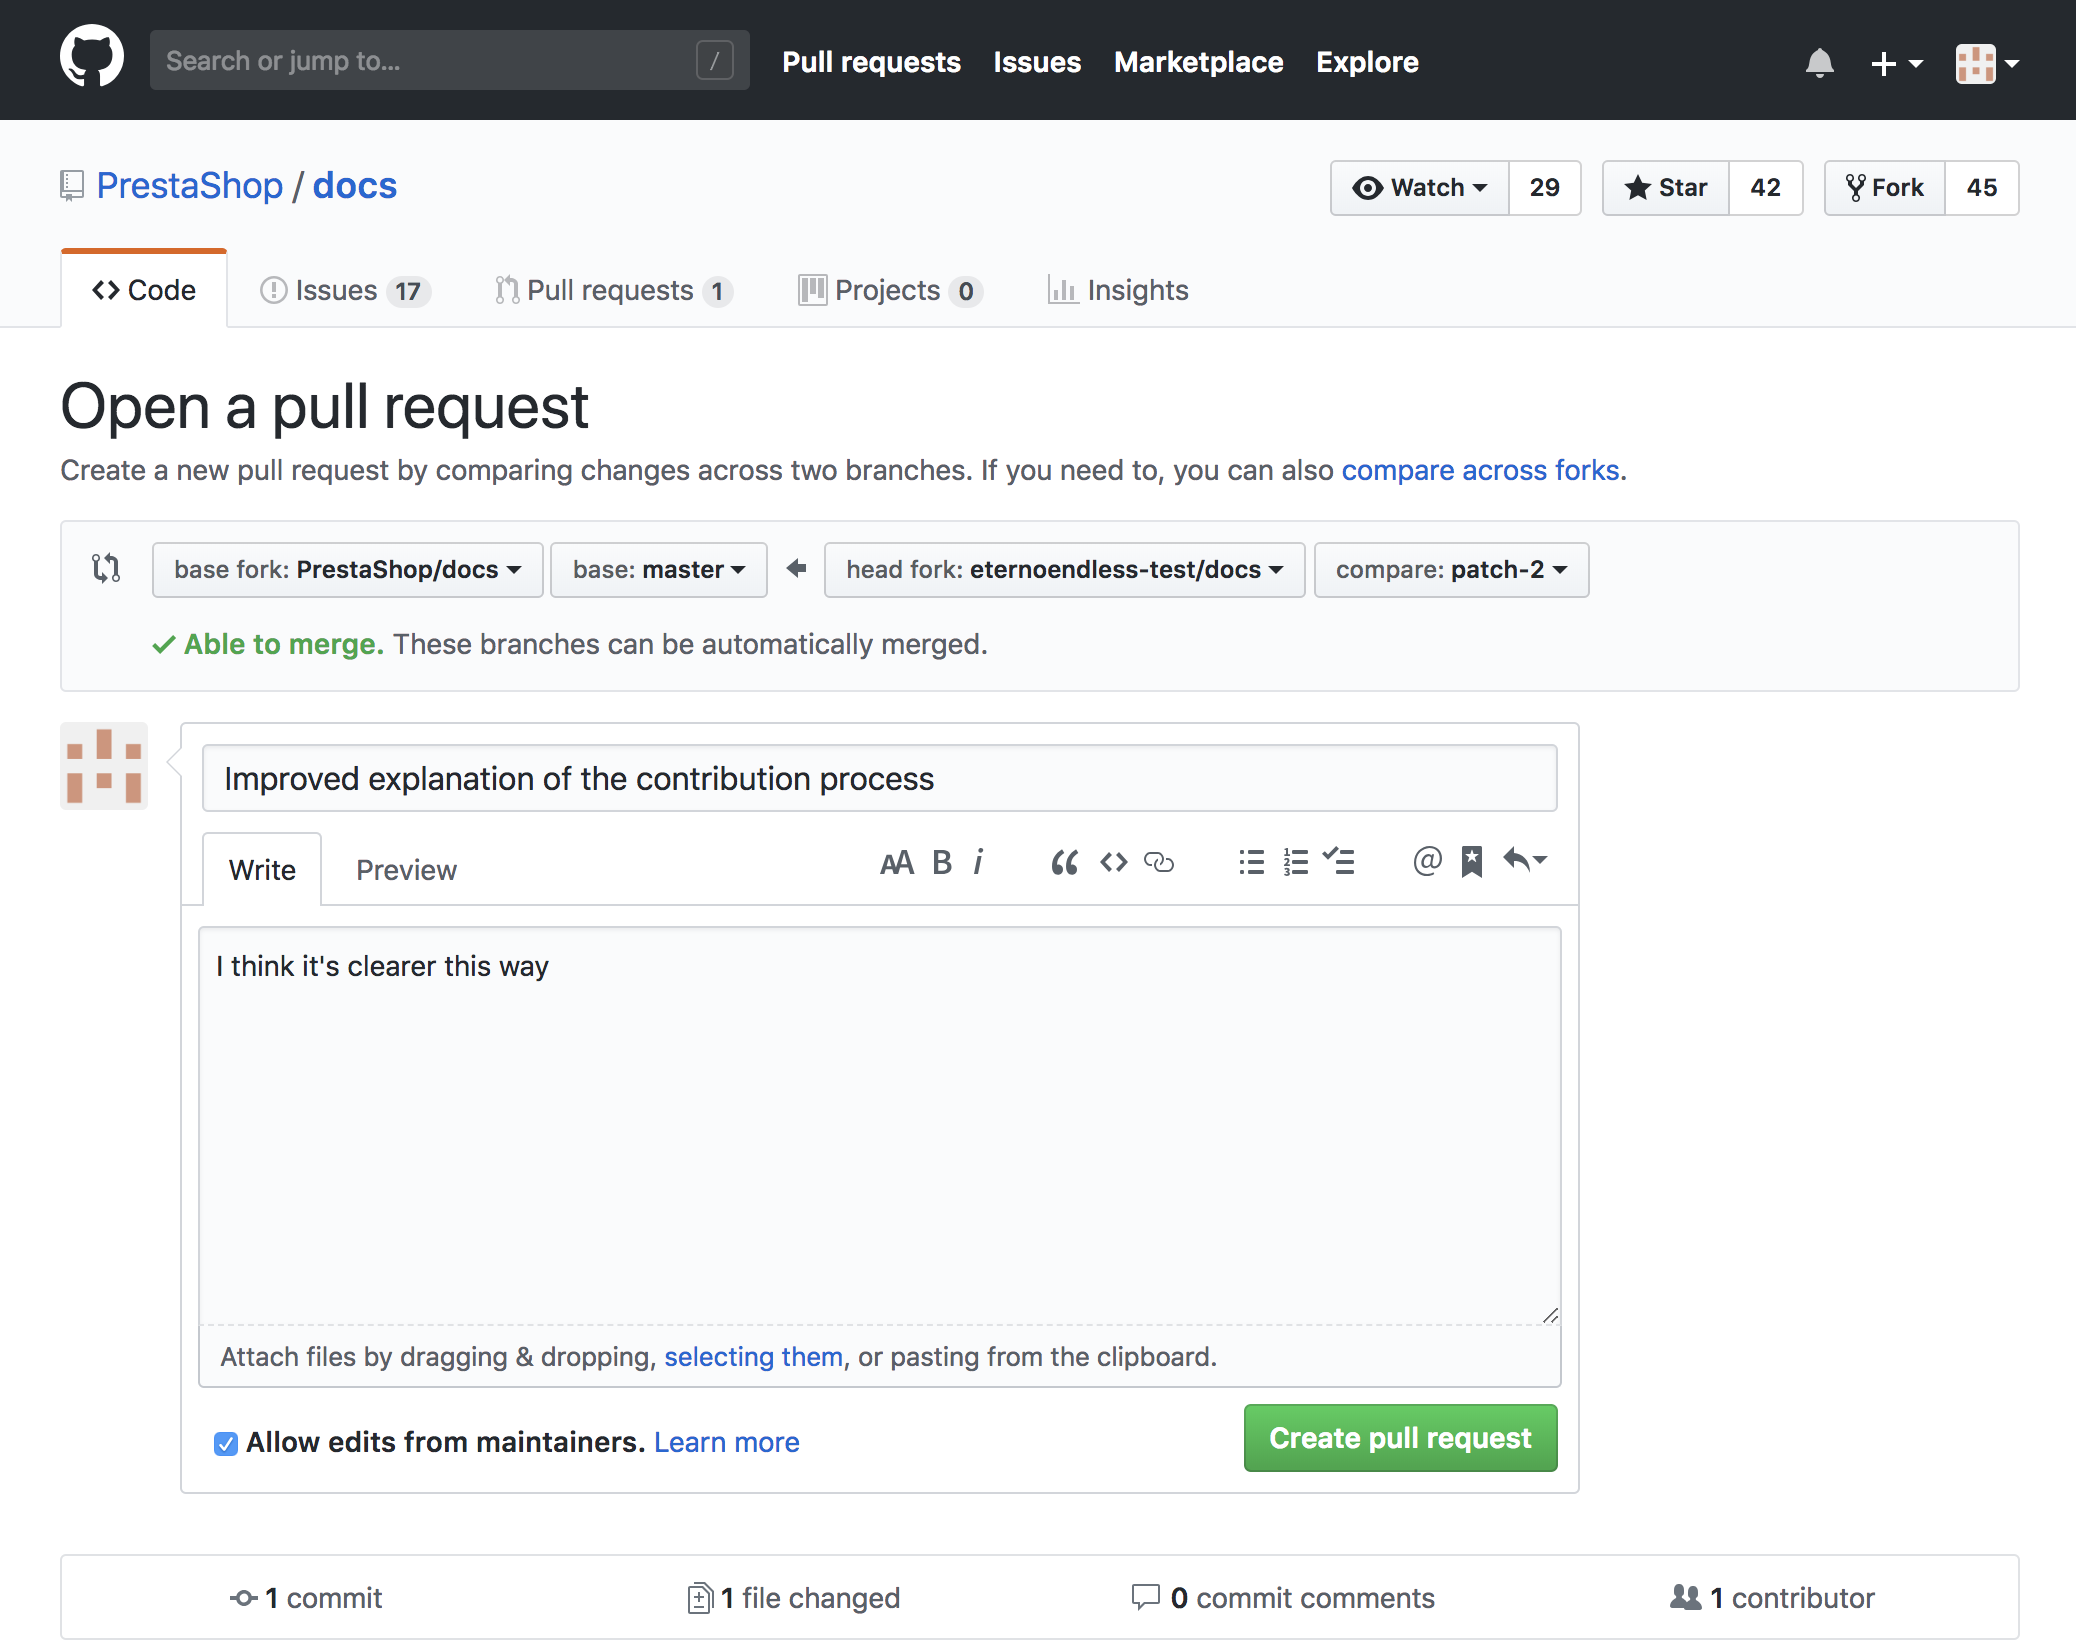 Search or jump to... /
Pull requests Issues Marketplace Explore
PrestaShop / docs
Watch 29 Star 42 Fork 45
Code Issues 17 Pull requests 1 Projects 0 Insights
Open a pull request
Create a new pull request by comparing changes across two branches. If you need to, you can also compare across forks.
base fork: PrestaShop/docs base: master head fork: eternoendless-test/docs compare: patch-2
Able to merge. These branches can be automatically merged.
Improved explanation of the contribution process
Write Preview
I think it's clearer this way
Attach files by dragging & dropping, selecting them, or pasting from the clipboard.
Allow edits from maintainers. Learn more
Create pull request
1 commit 1 file changed 0 commit comments 1 contributor